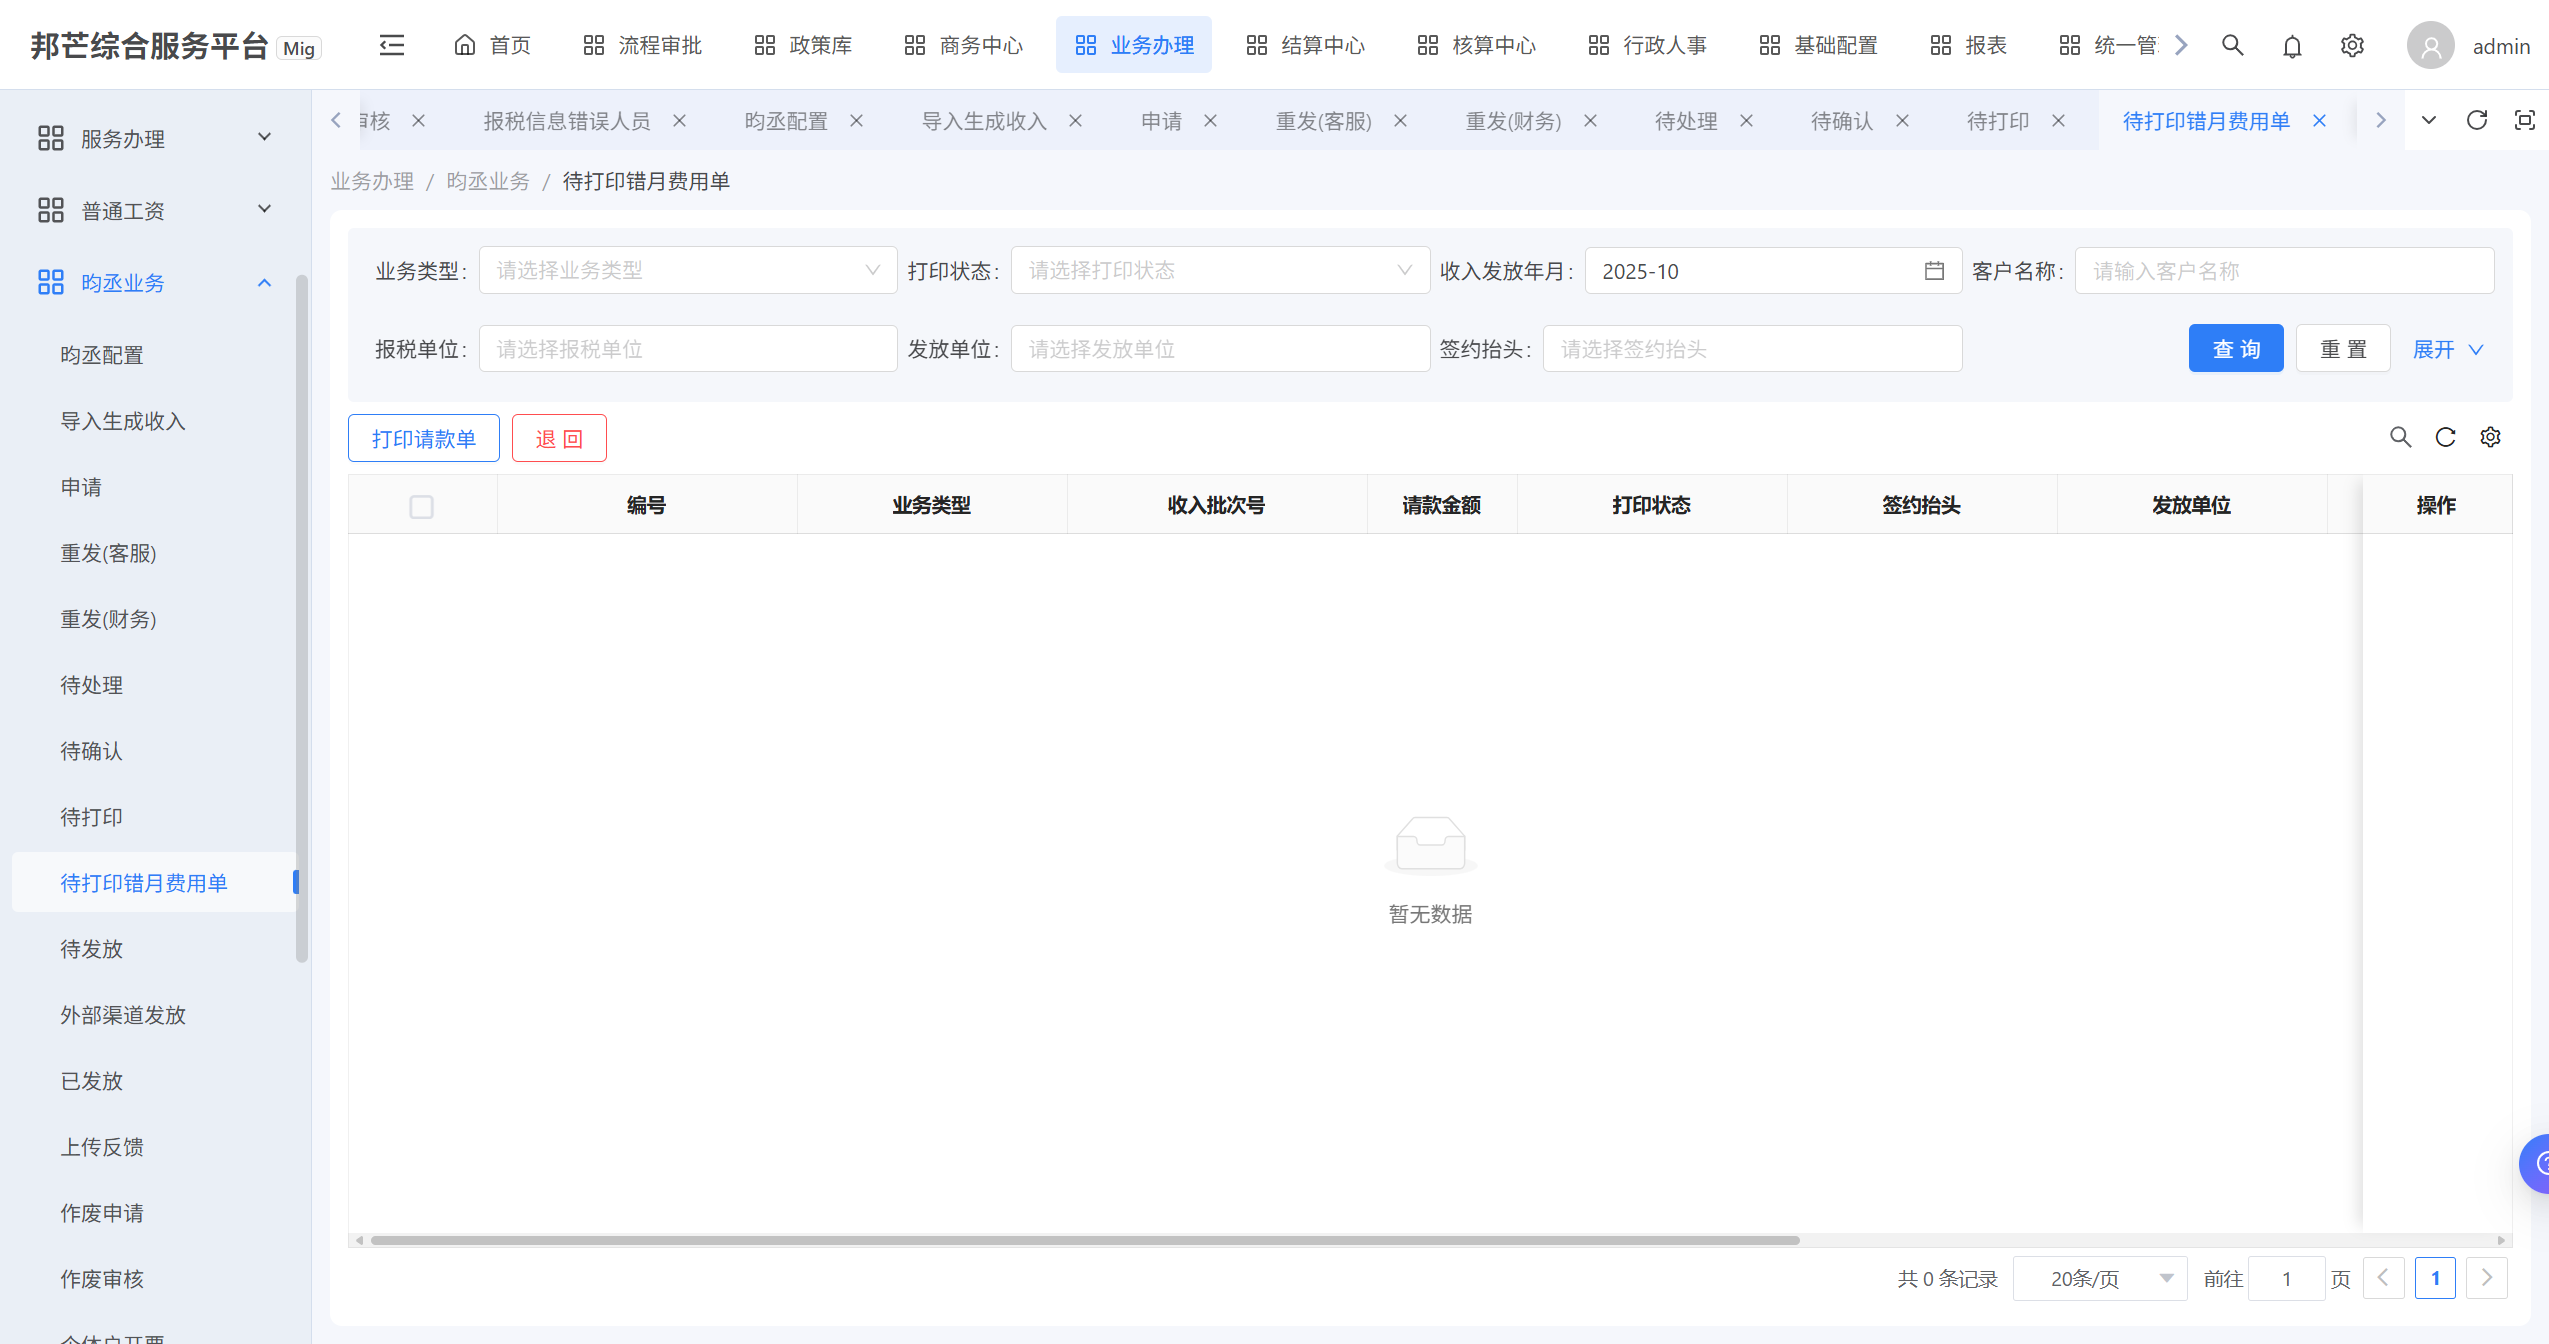 邦芒综合服务平台 Mig 首页 流程审批 政策库 商务中心 业务办理 结算中心 核算中心 行政人事 基础配置 报表 统一管 admin
审核 报税信息错误人员 昀丞配置 导入生成收入 申请 重发(客服) 重发(财务) 待处理 待确认 待打印 待打印错月费用单
业务办理 / 昀丞业务 / 待打印错月费用单
服务办理
普通工资
昀丞业务
昀丞配置
导入生成收入
申请
重发(客服)
重发(财务)
待处理
待确认
待打印
待打印错月费用单
待发放
外部渠道发放
已发放
上传反馈
作废申请
作废审核
个体户开票
业务类型: 请选择业务类型 打印状态: 请选择打印状态 收入发放年月: 2025-10 客户名称: 请输入客户名称
报税单位: 请选择报税单位 发放单位: 请选择发放单位 签约抬头: 请选择签约抬头 查 询 重 置 展开
打印请款单 退 回
编号 业务类型 收入批次号 请款金额 打印状态 签约抬头 发放单位 操作
暂无数据
共 0 条记录 20条/页 前往 1 页 1